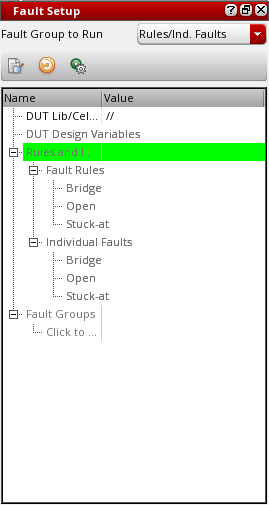 Fault Setup
Fault Group to Run Rules/Ind. Faults
Name Value
DUT Lib/Cel... //
DUT Design Variables
Rules and I...
Fault Rules
Bridge
Open
Stuck-at
Individual Faults
Bridge
Open
Stuck-at
Fault Groups
Click to ...